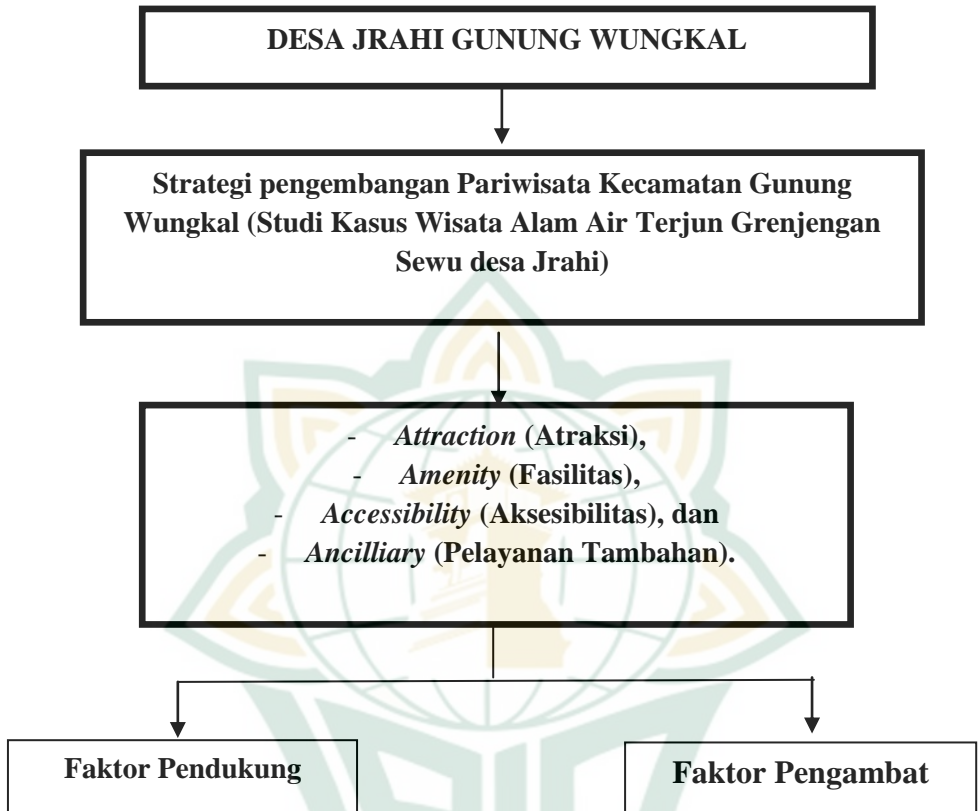 DESA JRAHI GUNUNG WUNGKAL
Strategi pengembangan Pariwisata Kecamatan Gunung
Wungkal (Studi Kasus Wisata Alam Air Terjun Grenjengan
Sewu desa Jrahi)
- Attraction (Atraksi),
- Amenity (Fasilitas),
- Accessibility (Aksesibilitas), dan
- Ancilliary (Pelayanan Tambahan).
Faktor Pendukung
Faktor Pengambat